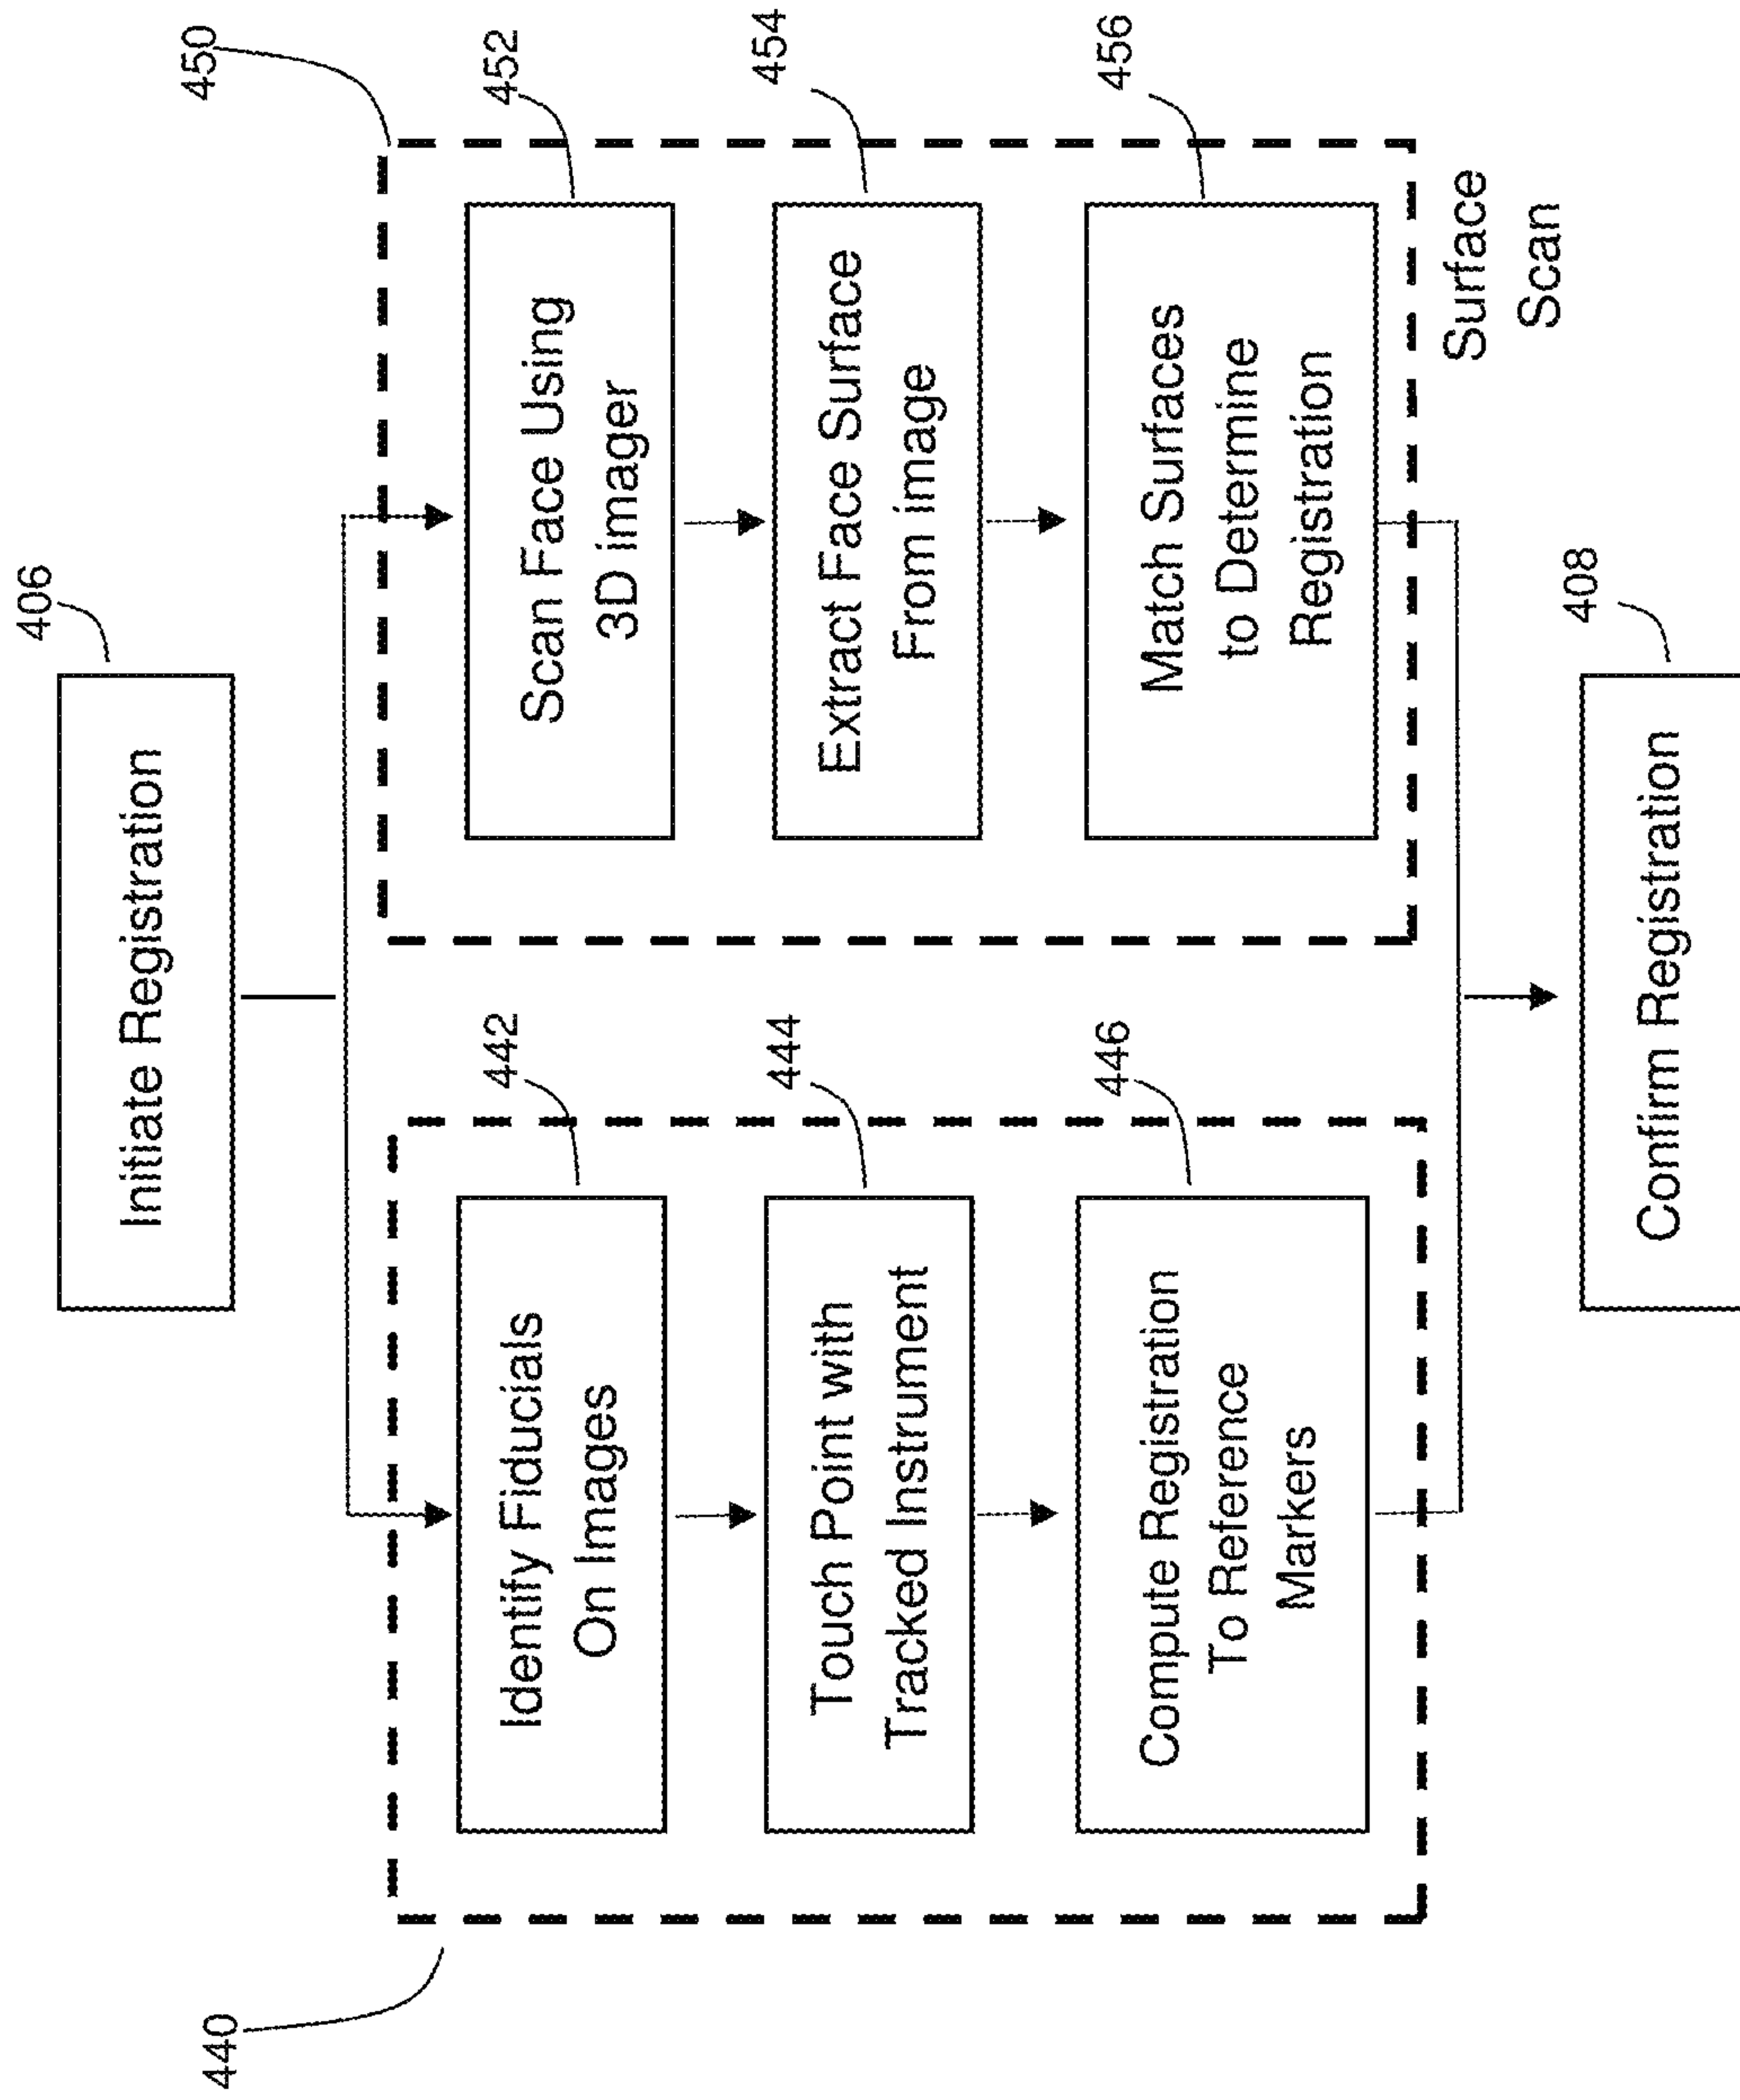 406
Initiate Registration
450
440
442
Identify Fiducials
On Images
444
Touch Point with
Tracked Instrument
446
Compute Registration
To Reference
Markers
452
Scan Face Using
3D imager
454
Extract Face Surface
From image
456
Match Surfaces
to Determine
Registration
Surface
Scan
408
Confirm Registration